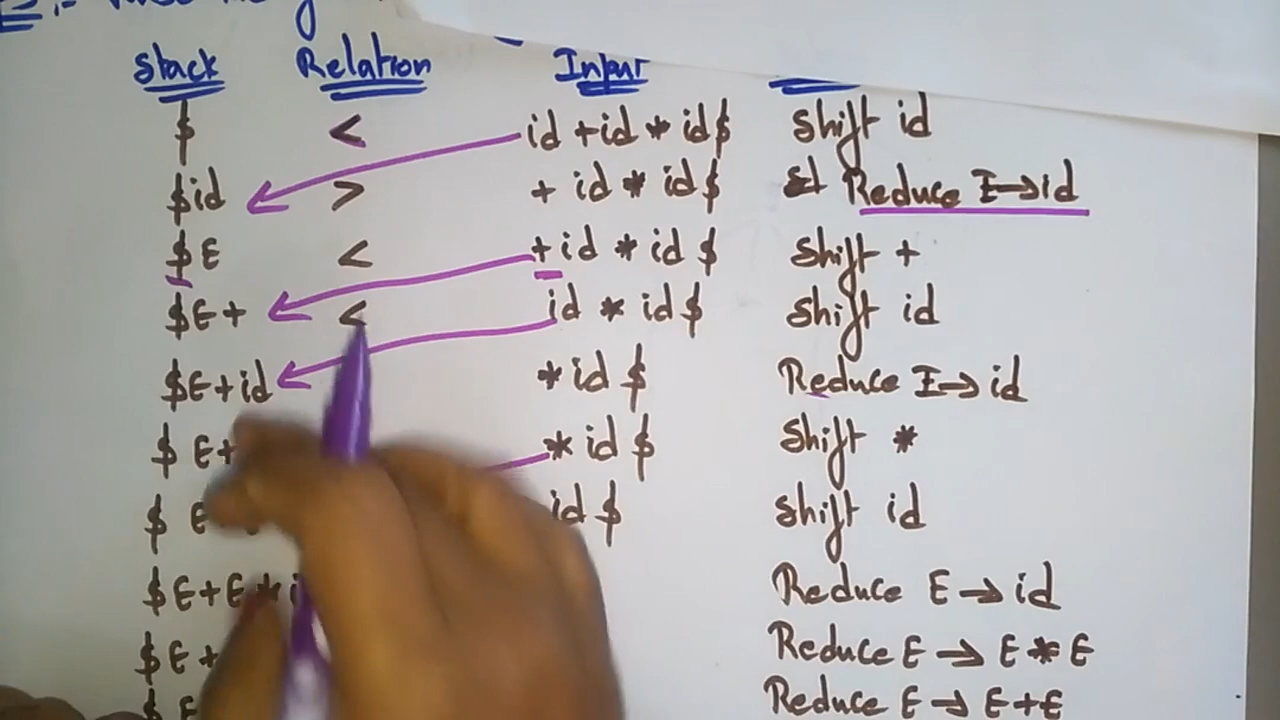 Stack Relation Input
$ < id + id * id $ Shift id
$id > + id * id $ Reduce E→id
$E < + id * id $ Shift +
$E+ < id * id $ Shift id
$E+id * id $ Reduce E→id
$ E+ * id $ Shift *
$ E id $ Shift id
$ E+E * i Reduce E→id
$ E+ Reduce E→E*E
$ E Reduce E→E+E